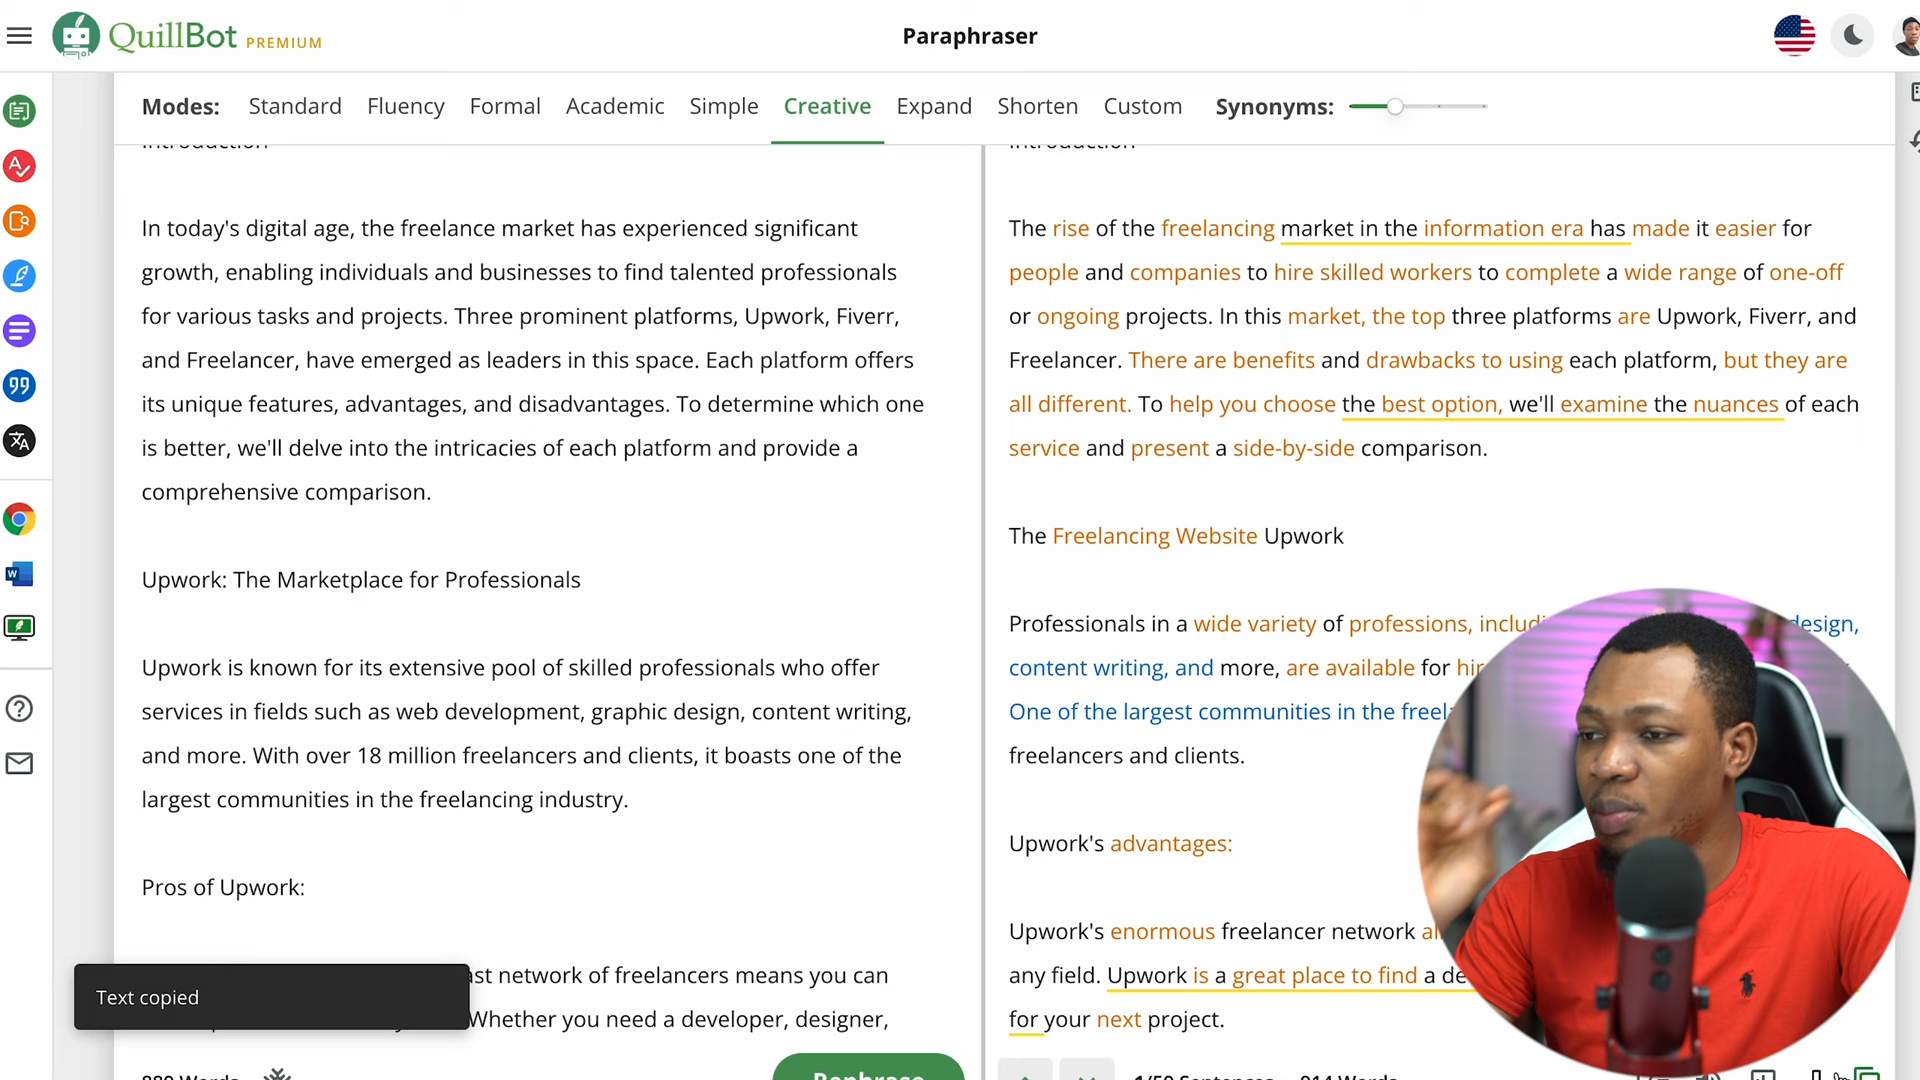 QuillBot PREMIUM
Paraphraser
Modes: Standard Fluency Formal Academic Simple Creative Expand Shorten Custom Synonyms:
Introduction
In today's digital age, the freelance market has experienced significant
growth, enabling individuals and businesses to find talented professionals
for various tasks and projects. Three prominent platforms, Upwork, Fiverr,
and Freelancer, have emerged as leaders in this space. Each platform offers
its unique features, advantages, and disadvantages. To determine which one
is better, we'll delve into the intricacies of each platform and provide a
comprehensive comparison.
Upwork: The Marketplace for Professionals
Upwork is known for its extensive pool of skilled professionals who offer
services in fields such as web development, graphic design, content writing,
and more. With over 18 million freelancers and clients, it boasts one of the
largest communities in the freelancing industry.
Pros of Upwork:
network of freelancers means you can
Whether you need a developer, designer,
Text copied
Rephrase
Introduction
The rise of the freelancing market in the information era has made it easier for
people and companies to hire skilled workers to complete a wide range of one-off
or ongoing projects. In this market, the top three platforms are Upwork, Fiverr, and
Freelancer. There are benefits and drawbacks to using each platform, but they are
all different. To help you choose the best option, we'll examine the nuances of each
service and present a side-by-side comparison.
The Freelancing Website Upwork
Professionals in a wide variety of professions, design,
content writing, and more, are available for
One of the largest communities in the
freelancers and clients.
Upwork's advantages:
Upwork's enormous freelancer network
any field. Upwork is a great place to find a
for your next project.
1/50 Sentences 914 Words